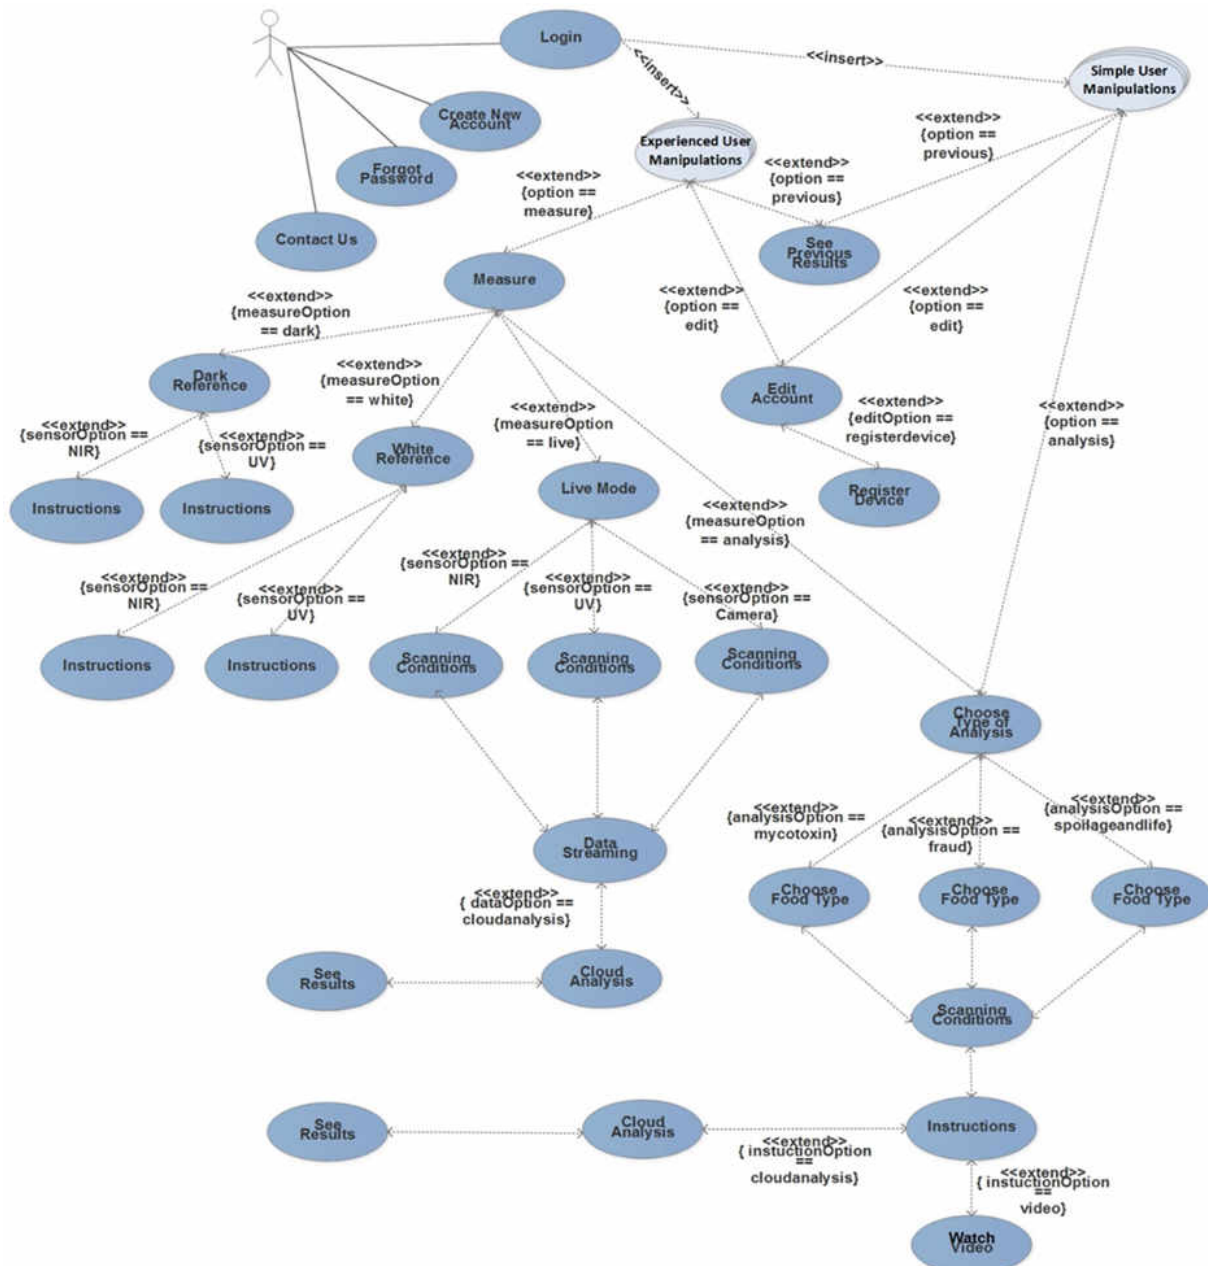 Login
<<insert>>
<<insert>>
Simple User
Manipulations
Create New
Account
Experienced User
Manipulations
<<extend>>
{option ==
previous}
Forgot
Password
<<extend>>
{option ==
measure}
<<extend>>
{option ==
previous}
Contact Us
See
Previous
Results
Measure
<<extend>>
{measureOption
== dark}
<<extend>>
{option ==
edit}
<<extend>>
{option ==
edit}
Dark
Reference
<<extend>>
{measureOption
== white}
Edit
Account
<<extend>>
{measureOption
== live}
<<extend>>
{editOption ==
registerdevice}
<<extend>>
{option ==
analysis}
<<extend>>
{sensorOption ==
NIR}
<<extend>>
{sensorOption ==
UV}
White
Reference
Live Mode
Register
Device
Instructions
Instructions
<<extend>>
{measureOption
== analysis}
<<extend>>
{sensorOption ==
NIR}
<<extend>>
{sensorOption ==
UV}
<<extend>>
{sensorOption ==
NIR}
<<extend>>
{sensorOption ==
UV}
<<extend>>
{sensorOption ==
Camera}
Instructions
Instructions
Scanning
Conditions
Scanning
Conditions
Scanning
Conditions
Choose
Type of
Analysis
<<extend>>
{analysisOption ==
mycotoxin}
<<extend>>
{analysisOption ==
fraud}
<<extend>>
{analysisOption ==
spoilageandlife}
Data
Streaming
Choose
Food Type
Choose
Food Type
Choose
Food Type
<<extend>>
{ dataOption ==
cloudanalysis}
See
Results
Cloud
Analysis
Scanning
Conditions
See
Results
Cloud
Analysis
Instructions
<<extend>>
{ instuctionOption
==
cloudanalysis}
<<extend>>
{ instuctionOption
==
video}
Watch
Video